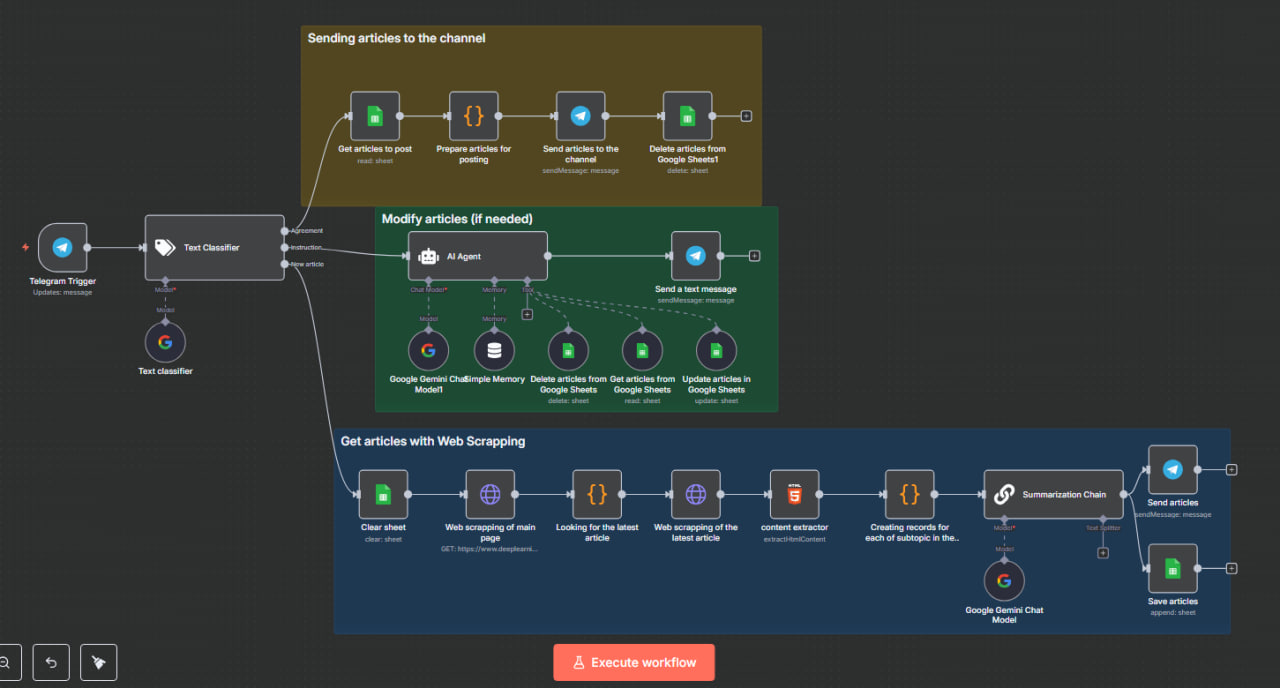 Sending articles to the channel
Get articles to post
read: sheet
Prepare articles for
posting
Send articles to the
channel
sendMessage: message
Delete articles from
Google Sheets1
delete: sheet
Telegram Trigger
Updates: message
Text Classifier
Agreement
Instruction
New article
Model*
Model
Text classifier
Modify articles (if needed)
AI Agent
Chat Model*
Memory
Tool
Send a text message
sendMessage: message
Model
Memory
Google Gemini Chat
Model1
Simple Memory
Delete articles from
Google Sheets
delete: sheet
Get articles from
Google Sheets
read: sheet
Update articles in
Google Sheets
update: sheet
Get articles with Web Scrapping
Clear sheet
clear: sheet
Web scrapping of main
page
GET: https://www.deeplearni...
Looking for the latest
article
Web scrapping of the
latest article
HTML
5
content extractor
extractHtmlContent
Creating records for
each of subtopic in the..
Summarization Chain
Model*
Text Splitter
Model
Google Gemini Chat
Model
Send articles
sendMessage: message
Save articles
append: sheet
Execute workflow